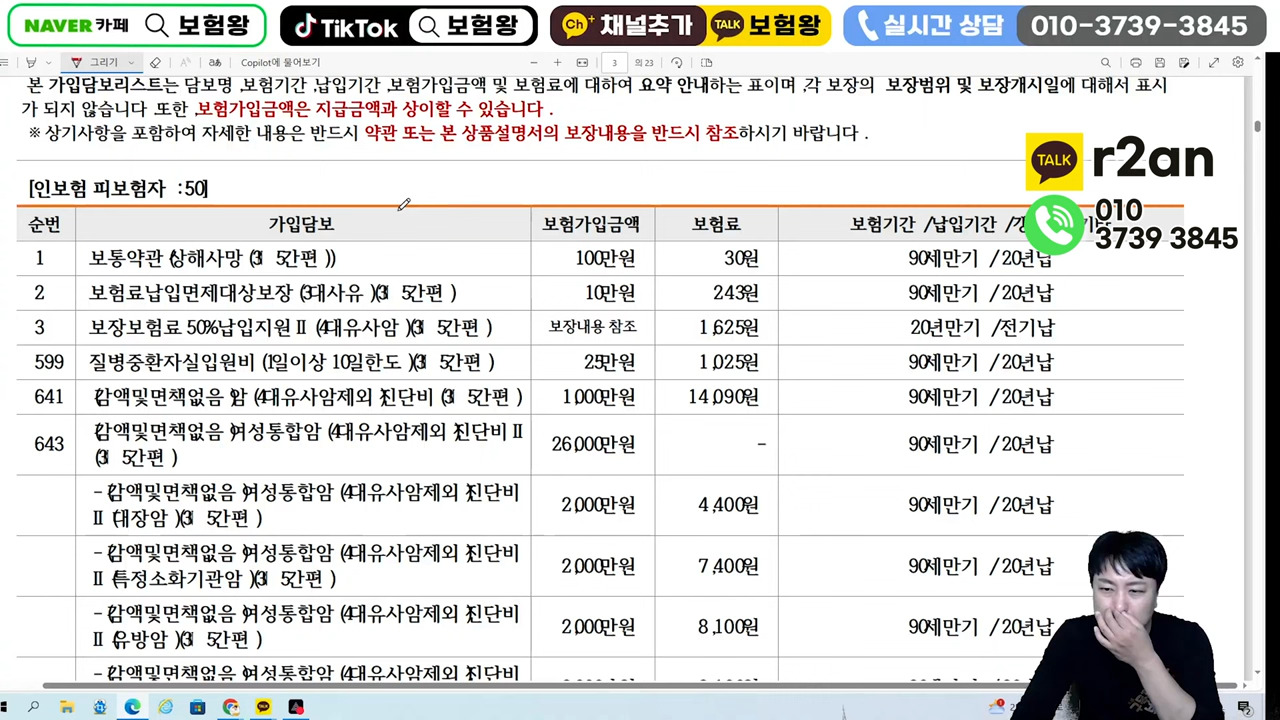 NAVER 카페 보험왕 TikTok 보험왕 Ch+ 채널추가 TALK 보험왕 실시간 상담 010-3739-3845
그리기 Copilot에 물어보기 3 의 23
본 가입담보리스트는 담보명 ,보험기간 ,납입기간 ,보험가입금액 및 보험료에 대하여 요약 안내하는 표이며 ,각 보장의 보장범위 및 보장개시일에 대해서 표시
가 되지 않습니다 .또한 ,보험가입금액은 지급금액과 상이할 수 있습니다 .
※ 상기사항을 포함하여 자세한 내용은 반드시 약관 또는 본 상품설명서의 보장내용을 반드시 참조하시기 바랍니다 .
TALK r2an
010
3739 3845
[인보험 피보험자 :50]
순번 가입담보 보험가입금액 보험료 보험기간 /납입기간
1 보통약관 (상해사망 (3 5간편 )) 100만원 30원 90세만기 /20년납
2 보험료납입면제대상보장 (3대사유 )(3 5간편 ) 10만원 243원 90세만기 /20년납
3 보장보험료 50%납입지원Ⅱ (4대유사암 )(3 5간편 ) 보장내용 참조 1,625원 20년만기 /전기납
599 질병중환자실입원비 (1일이상 10일한도 )(3 5간편 ) 25만원 1,025원 90세만기 /20년납
641 (감액및면책없음 )암 (4대유사암제외 )진단비 (3 5간편 ) 1,000만원 14,090원 90세만기 /20년납
643 (감액및면책없음 )여성통합암 (4대유사암제외 )진단비Ⅱ (3 5간편 ) 26,000만원 - 90세만기 /20년납
-(감액및면책없음 )여성통합암 (4대유사암제외 )진단비
Ⅱ (대장암 )(3 5간편 ) 2,000만원 4,400원 90세만기 /20년납
-(감액및면책없음 )여성통합암 (4대유사암제외 )진단비
Ⅱ (특정소화기관암 )(3 5간편 ) 2,000만원 7,400원 90세만기 /20년납
-(감액및면책없음 )여성통합암 (4대유사암제외 )진단비
Ⅱ (유방암 )(3 5간편 ) 2,000만원 8,100원 90세만기 /20년납
-(감액및면책없음 )여성통합암 (4대유사암제외 )진단비